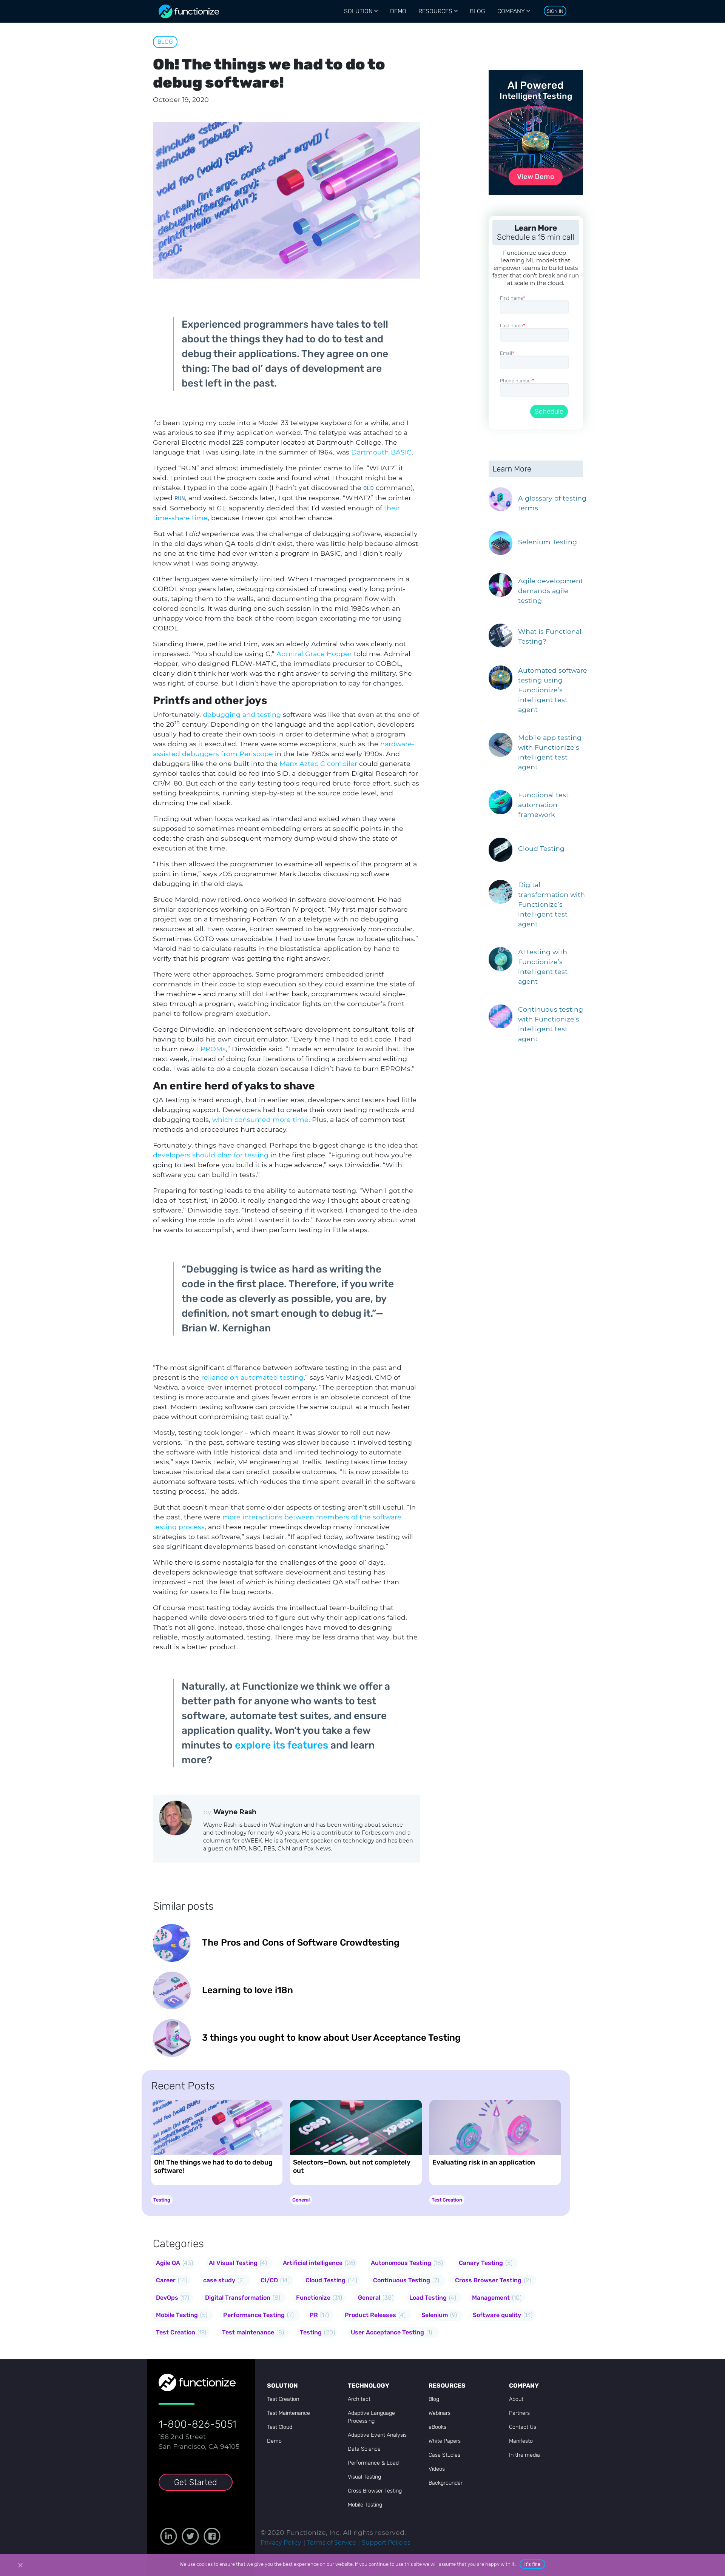 functionize
SOLUTION
DEMO
RESOURCES
BLOG
COMPANY
SIGN IN
BLOG
Oh! The things we had to do to
debug software!
October 19, 2020
Experienced programmers have tales to tell
about the things they had to do to test and
debug their applications. They agree on one
thing: The bad ol' days of development are
best left in the past.
I'd been typing my code into a Model 33 teletype keyboard for a while, and I
was anxious to see if my application worked. The teletype was attached to a
General Electric model 225 computer located at Dartmouth College. The
language that I was using, late in the summer of 1964, was Dartmouth BASIC.
I typed "RUN" and almost immediately the printer came to life. "WHAT?" it
said. I printed out the program code and found what I thought was the
mistake. I typed in the code again (I hadn't yet discovered the OLD command),
typed RUN, and waited. Seconds later, I got the response. "WHAT?" the printer
said. Somebody at GE apparently decided that I'd wasted enough of their
time-share time, because I never got another chance.
But what I did experience was the challenge of debugging software, especially
in the old days when QA tools didn't exist, there was little help because almost
no one at the time had ever written a program in BASIC, and I didn't really
know what I was doing anyway.
Other languages were similarly limited. When I managed programmers in a
COBOL shop years later, debugging consisted of creating vastly long print-
outs, taping them to the walls, and documenting the program flow with
colored pencils. It was during one such session in the mid-1980s when an
unhappy voice from the back of the room began excoriating me for using
COBOL.
Standing there, petite and trim, was an elderly Admiral who was clearly not
impressed. "You should be using C," Admiral Grace Hopper told me. Admiral
Hopper, who designed FLOW-MATIC, the immediate precursor to COBOL,
clearly didn't think her work was the right answer to writing the software. She
was right, of course, but I didn't have the appropriate team to pay for changes.
Printfs and other joys
Unfortunately, debugging and testing software was like that even at the end of
the 20th century. Depending on the language and the application, developers
usually had to create their own tools in order to determine what a program
was doing as it executed. There were some exceptions, such as the hardware-
assisted debuggers from Periscope in the late 1980s and early 1990s. And
debuggers like the one built into the Manx Aztec C compiler could generate
symbol tables that could be fed into SID, a debugger from Digital Research for
CP/M-80. But each of the early testing tools required brute-force effort, such as
setting breakpoints, running step-by-step at the source code level, and
dumping the call stack.
Finding out when loops worked as intended and exited when they were
supposed to sometimes meant embedding errors at specific points in the
code; the crash and subsequent memory dump would show the state of
execution at the time.
"This allowed the programmer to examine all aspects of the program at a
point in time," says zOS programmer Mark Jacobs discussing software
debugging in the old days.
Bruce Marold, now retired, once worked in software development. He had
similar experiences working on a Fortran IV project. "My first major software
project was on a timesharing Fortran IV on a teletype with no debugging
resources at all. Even worse, Fortran seemed to be aggressively non-modular.
Sometimes GOTO was unavoidable. I had to use brute force to locate glitches."
Marold had to calculate results in the biostatistical application by hand to
verify that his program was getting the right answer.
There were other approaches. Some programmers embedded printf
commands in their code to stop execution so they could examine the state of
the machine – and many still do! Farther back, programmers would single-
step through a program, watching indicator lights on the computer's front
panel to follow program execution.
George Dinwiddie, an independent software development consultant, tells of
having to build his own circuit emulator. "Every time I had to edit code, I had
to burn new EPROMs," Dinwiddie said. "I made an emulator to avoid that. The
next week, instead of doing four iterations of finding a problem and editing
code, I was able to do a couple dozen because I didn't have to burn EPROMs."
An entire herd of yaks to shave
QA testing is hard enough, but in earlier eras, developers and testers had little
debugging support. Developers had to create their own testing methods and
debugging tools, which consumed more time. Plus, a lack of common test
methods and procedures hurt accuracy.
Fortunately, things have changed. Perhaps the biggest change is the idea that
developers should plan for testing in the first place. "Figuring out how you're
going to test before you build it is a huge advance," says Dinwiddie. "With
software you can build in tests."
Preparing for testing leads to the ability to automate testing. "When I got the
idea of 'test first,' in 2000, it really changed the way I thought about creating
software," Dinwiddie says. "Instead of seeing if it worked, I changed to the idea
of asking the code to do what I wanted it to do." Now he can worry about what
he wants to accomplish, and then perform testing in little steps.
"Debugging is twice as hard as writing the
code in the first place. Therefore, if you write
the code as cleverly as possible, you are, by
definition, not smart enough to debug it."—
Brian W. Kernighan
"The most significant difference between software testing in the past and
present is the reliance on automated testing," says Yaniv Masjedi, CMO of
Nextiva, a voice-over-internet-protocol company. "The perception that manual
testing is more accurate and gives fewer errors is an obsolete concept of the
past. Modern testing software can provide the same output at a much faster
pace without compromising test quality."
Mostly, testing took longer – which meant it was slower to roll out new
versions. "In the past, software testing was slower because it involved testing
the software with little historical data and limited technology to automate
tests," says Denis Leclair, VP engineering at Trellis. Testing takes time today
because historical data can predict possible outcomes. "It is now possible to
automate software tests, which reduces the time spent overall in the software
testing process," he adds.
But that doesn't mean that some older aspects of testing aren't still useful. "In
the past, there were more interactions between members of the software
testing process, and these regular meetings develop many innovative
strategies to test software," says Leclair. "If applied today, software testing will
see significant developments based on constant knowledge sharing."
While there is some nostalgia for the challenges of the good ol' days,
developers acknowledge that software development and testing has
improved – not the least of which is hiring dedicated QA staff rather than
waiting for users to file bug reports.
Of course most testing today avoids the intellectual team-building that
happened while developers tried to figure out why their applications failed.
That's not all gone. Instead, those challenges have moved to designing
reliable, mostly automated, testing. There may be less drama that way, but the
result is a better product.
Naturally, at Functionize we think we offer a
better path for anyone who wants to test
software, automate test suites, and ensure
application quality. Won't you take a few
minutes to explore its features and learn
more?
by Wayne Rash
Wayne Rash is based in Washington and has been writing about science
and technology for nearly 40 years. He is a contributor to Forbes.com and a
columnist for eWEEK. He is a frequent speaker on technology and has been
a guest on NPR, NBC, PBS, CNN and Fox News.
AI Powered
Intelligent Testing
View Demo
Learn More
Schedule a 15 min call
Functionize uses deep-
learning ML models that
empower teams to build tests
faster that don't break and run
at scale in the cloud.
First name*
Last name*
Email*
Phone number*
Schedule
Learn More
A glossary of testing
terms
Selenium Testing
Agile development
demands agile
testing
What is Functional
Testing?
Automated software
testing using
Functionize's
intelligent test
agent
Mobile app testing
with Functionize's
intelligent test
agent
Functional test
automation
framework
Cloud Testing
Digital
transformation with
Functionize's
intelligent test
agent
AI testing with
Functionize's
intelligent test
agent
Continuous testing
with Functionize's
intelligent test
agent
Similar posts
The Pros and Cons of Software Crowdtesting
Learning to love i18n
3 things you ought to know about User Acceptance Testing
Recent Posts
Oh! The things we had to do to debug
software!
Testing
Selectors—Down, but not completely
out
General
Evaluating risk in an application
Test Creation
Categories
Agile QA (43)
AI Visual Testing (4)
Artificial intelligence
Autonomous Testing
Canary Testing
Career
case study
CI/CD (14)
Cloud Testing
Continuous Testing (7)
Cross Browser Testing (2)
DevOps (17)
Digital Transformation
Functionize
General
Load Testing (4)
Management
Mobile Testing
Performance Testing
PR (17)
Product Releases (4)
Selenium
Software quality
Test Creation
Test maintenance
Testing (20)
User Acceptance Testing (1)
functionize
1-800-826-5051
156 2nd Street
San Francisco, CA 94105
Get Started
SOLUTION
Test Creation
Test Maintenance
Test Cloud
Demo
TECHNOLOGY
Architect
Adaptive Language
Processing
Adaptive Event Analysis
Data Science
Performance & Load
Visual Testing
Cross Browser Testing
Mobile Testing
RESOURCES
Blog
Webinars
eBooks
White Papers
Case Studies
Videos
Backgrounder
COMPANY
About
Partners
Contact Us
Manifesto
In the media
© 2020 Functionize, Inc. All rights reserved.
Privacy Policy | Terms of Service | Support Policies
We use cookies to ensure that we give you the best experience on our website. If you continue to use this site we will assume that you are happy with it.
It's fine